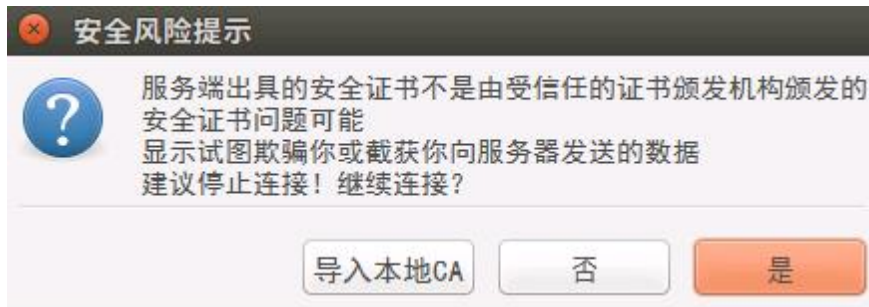 安全风险提示
服务端出具的安全证书不是由受信任的证书颁发机构颁发的
安全证书问题可能
显示试图欺骗你或截获你向服务器发送的数据
建议停止连接！继续连接？
导入本地CA 否 是